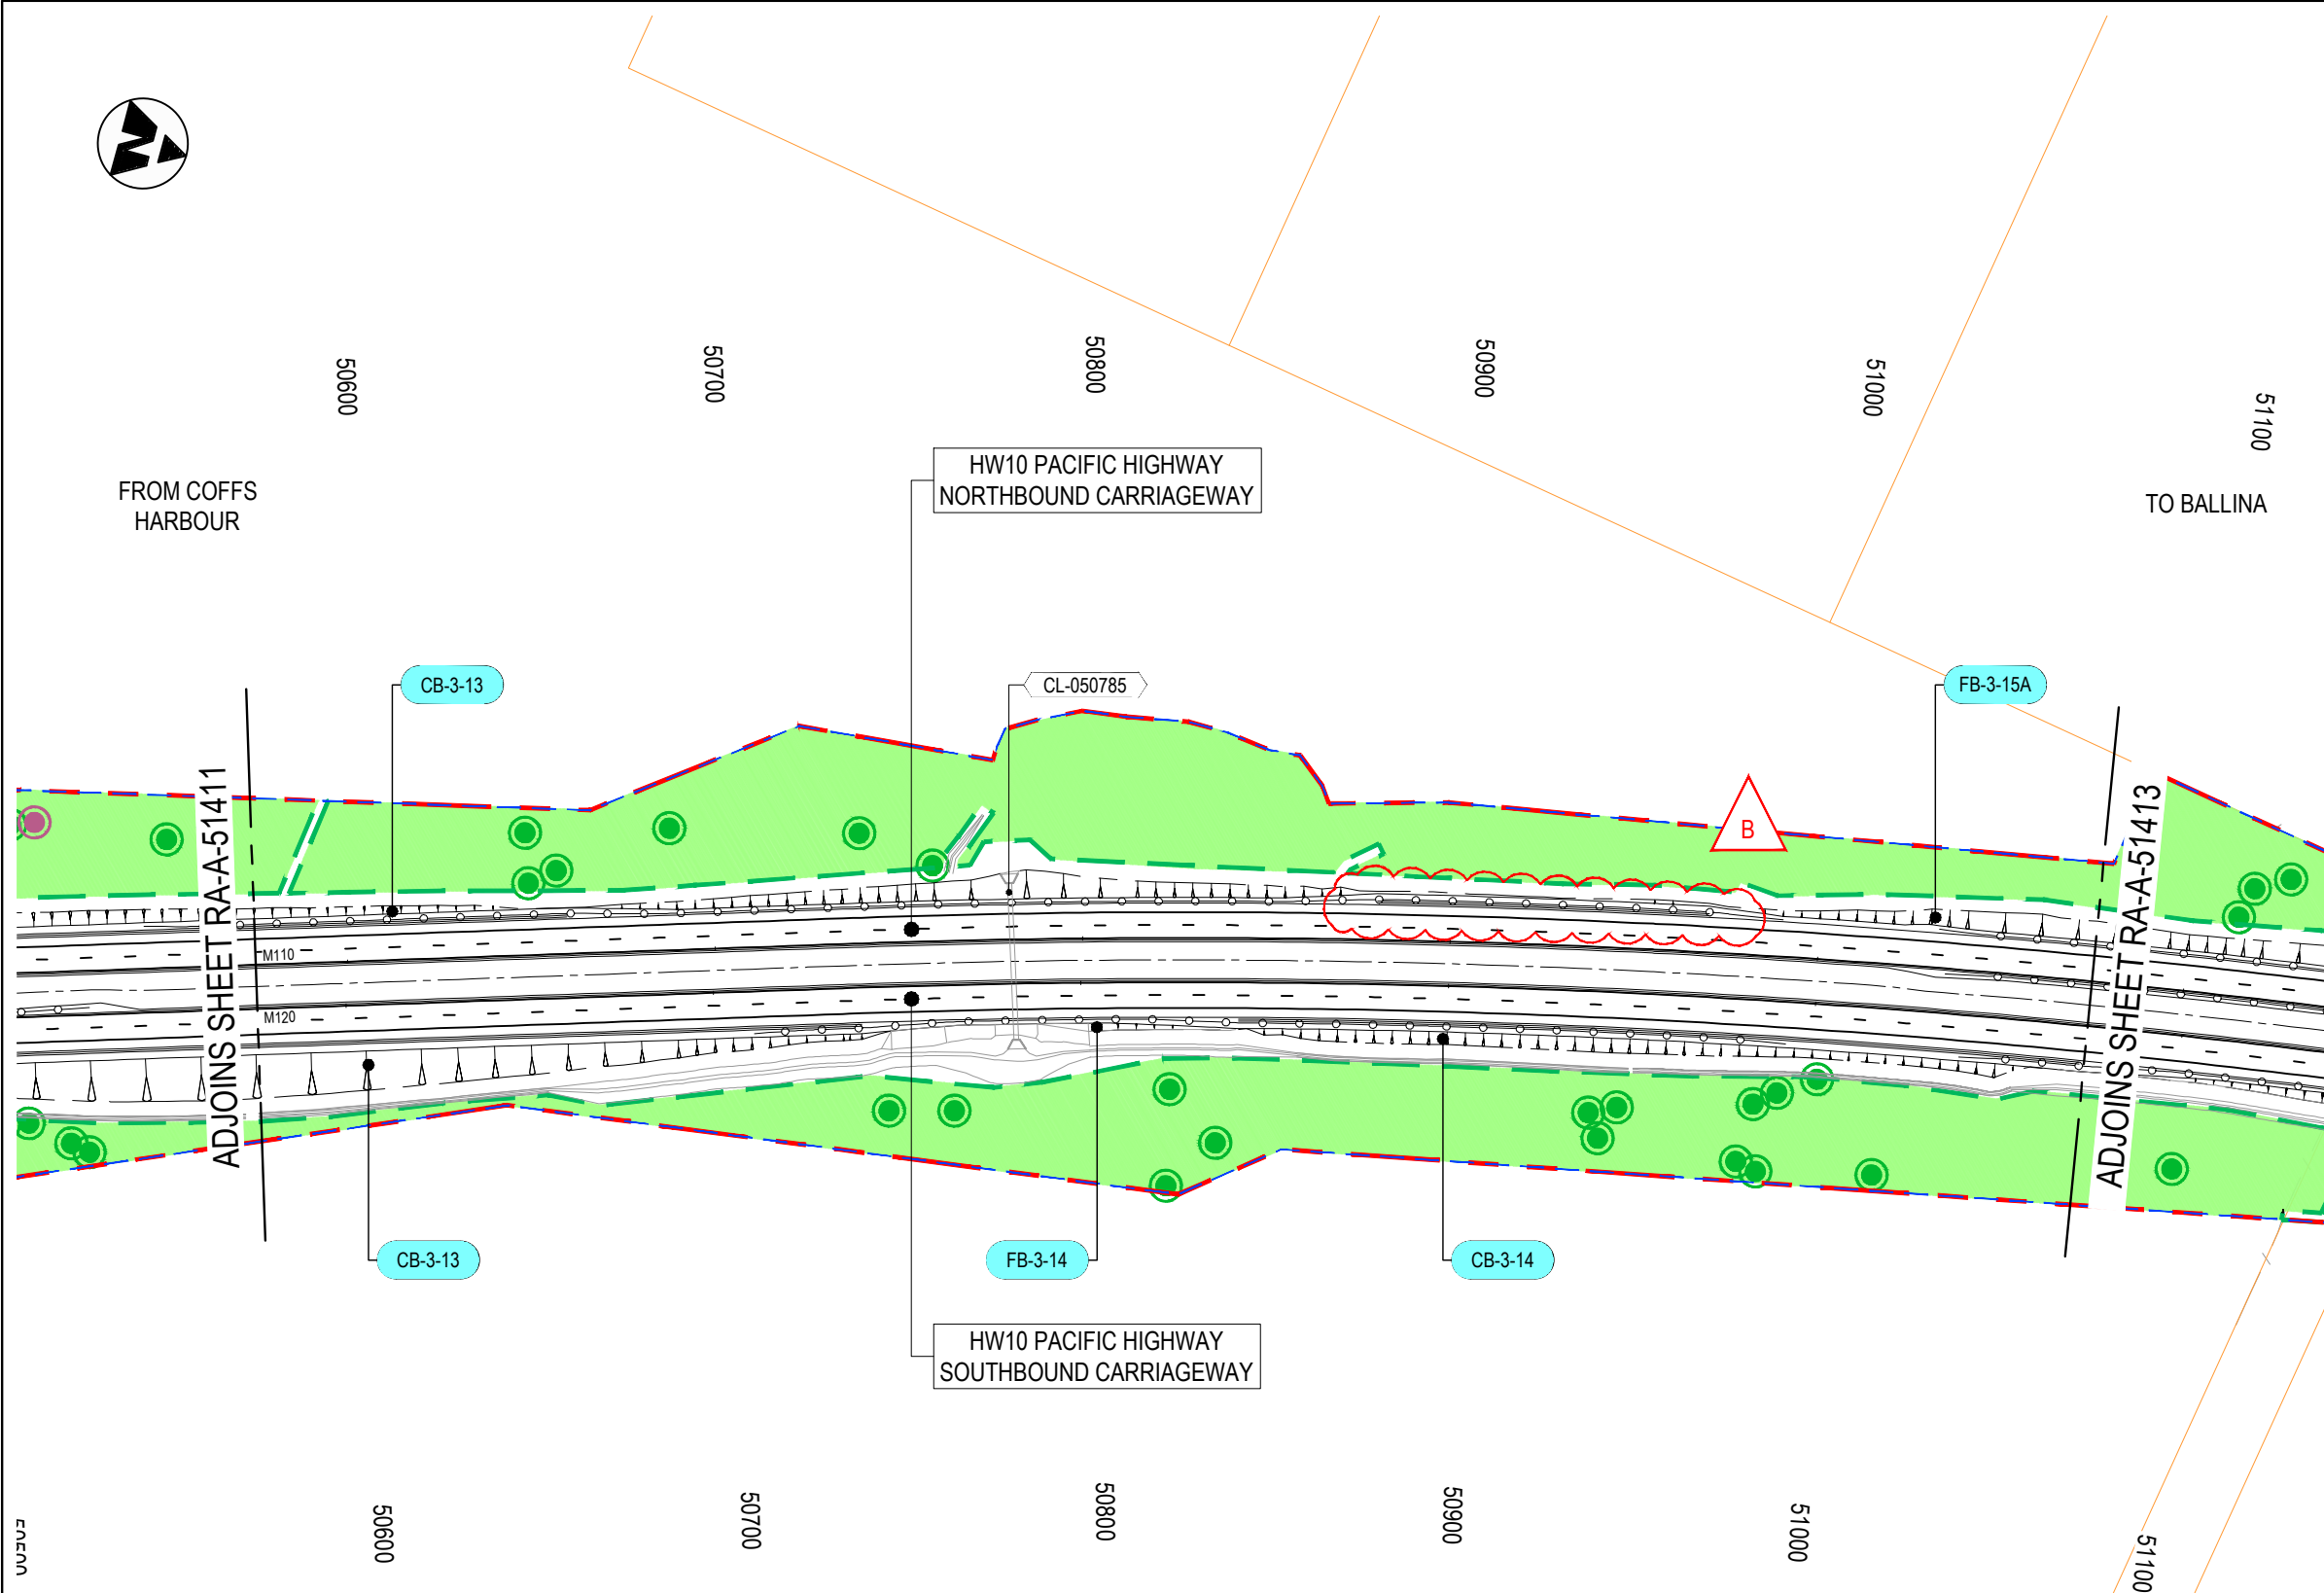 50600
50700
50800
50900
51000
51100
FROM COFFS
HARBOUR
TO BALLINA
HW10 PACIFIC HIGHWAY
NORTHBOUND CARRIAGEWAY
CB-3-13
CL-050785
FB-3-15A
ADJOINS SHEET RA-A-51411
B
ADJOINS SHEET RA-A-51413
M110
M120
CB-3-13
FB-3-14
CB-3-14
HW10 PACIFIC HIGHWAY
SOUTHBOUND CARRIAGEWAY
50600
50700
50800
50900
51000
51100